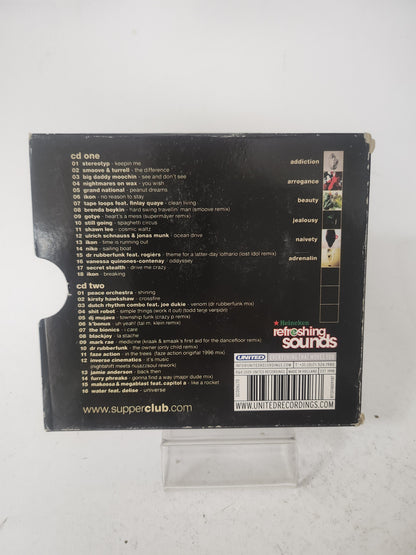 cd one
01 stereotyp - keepin me
02 smoove & turrell - the difference
03 big daddy moochin - see and don't see
04 nightmares on wax - you wish
05 grand national - peanut dreams
06 ikon - no reason to stay
07 tape loops feat. finlay quaye - clean living
08 brenda boykin - hard swing travellin' man (smoove remix)
09 gotye - heart's a mess (supermayer remix)
10 still going - spaghetti circus
11 shawn lee - cosmic waltz
12 ulrich schnauss & jonas munk - ocean drive
13 ikon - time is running out
14 niko - sailing boat
15 dr rubberfunk feat. rogiérs - theme for a latter-day lothario (lost idol remix)
16 vanessa quinones-contenay - oddyssey
17 secret stealth - drive me crazy
18 ikon - breaking
cd two
01 peace orchestra - shining
02 kirsty hawkshaw - crossfire
03 dutch rhythm combo feat. joe dukie - venom (dr rubberfunk mix)
04 shit robot - simple things (work it out) (todd terje version)
05 dj mujava - township funk (crazy p remix)
06 k'bonus - uh yeah! (tal m. klein remix)
07 the bionics - i care
08 blackjoy - la stache
09 mark rae - medicine (kraak & smaak's first aid for the dancefloor remix)
10 dr rubberfunk - the owner (only child remix)
11 faze action - in the trees (faze action original 1996 mix)
12 inverse cinematics - it's music
13 jamie anderson - back then
14 funny phreaks - gonna find a way (major dude mix)
15 makossa & megablast feat. capitol a - like a rocket
16 water feat. delise - universe
www.supperclub.com
addiction
arrogance
beauty
jealousy
naivety
adrenalin
Heineken
refreshing
sounds
UNITED
WWW.UNITEDRECORDINGS.COM